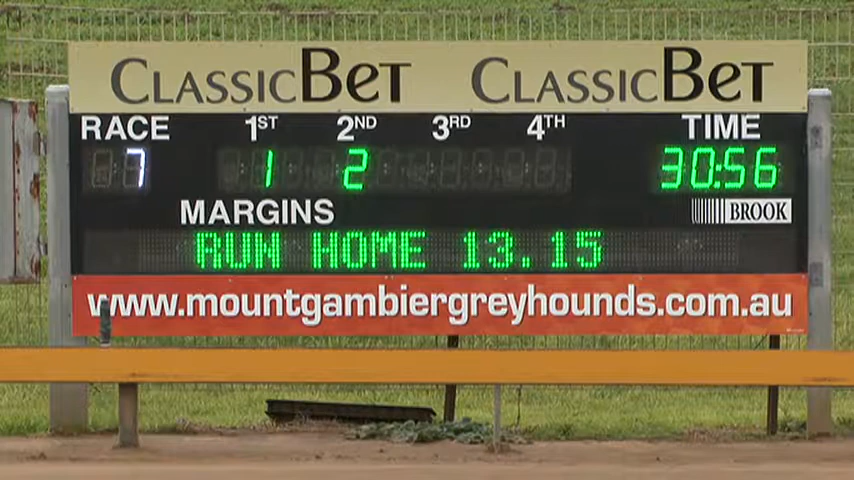 CLASSICBET CLASSICBET
RACE 1ST 2ND 3RD 4TH TIME
7 1 2 30:56
MARGINS BROOK
RUN HOME 13.15
www.mountgambiergreyhounds.com.au